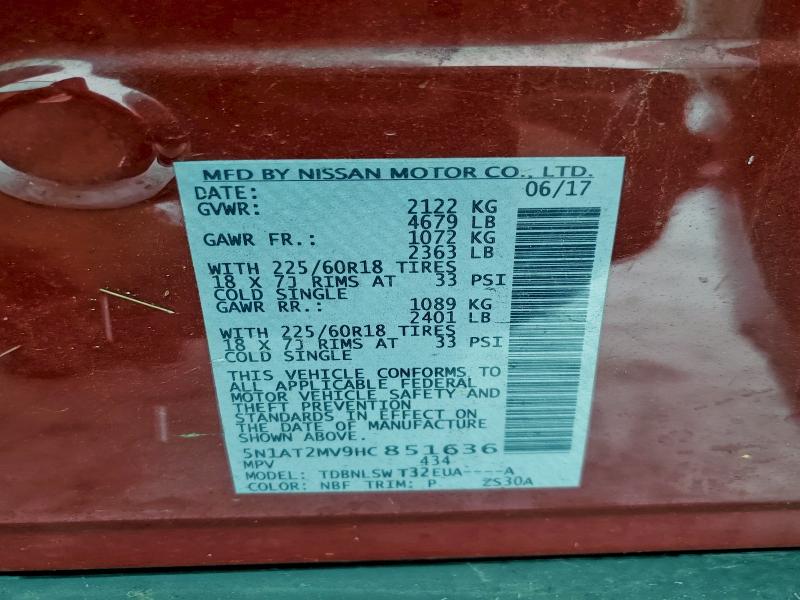 MFD BY NISSAN MOTOR CO., LTD.
DATE: 06/17
GVWR: 2122 KG
4679 LB
GAWR FR.: 1072 KG
2363 LB
WITH 225/60R18 TIRES
18 X 7J RIMS AT 33 PSI
COLD SINGLE
GAWR RR.: 1089 KG
2401 LB
WITH 225/60R18 TIRES
18 X 7J RIMS AT 33 PSI
COLD SINGLE
THIS VEHICLE CONFORMS TO
ALL APPLICABLE FEDERAL
MOTOR VEHICLE SAFETY AND
THEFT PREVENTION
STANDARDS IN EFFECT ON
THE DATE OF MANUFACTURE
SHOWN ABOVE.
5N1AT2MV9HC851636
MPV 434
MODEL: TDBNLSWT32EUA----A
COLOR: NBF TRIM: P ZS30A